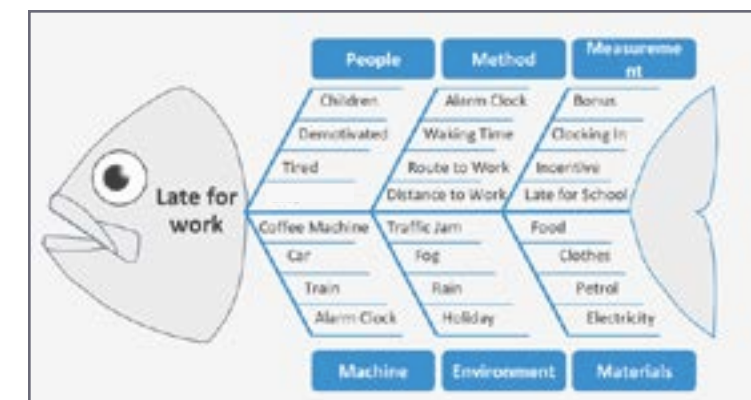 People
Method
Measureme
nt
Children
Alarm Clock
Bonus
Demotivated
Waking Time
Clocking In
Tired
Route to Work
Incentive
Distance to Work
Late for School
Late for
work
Coffee Machine
Traffic Jam
Food
Car
Fog
Clothes
Train
Rain
Petrol
Alarm Clock
Holiday
Electricity
Machine
Environment
Materials